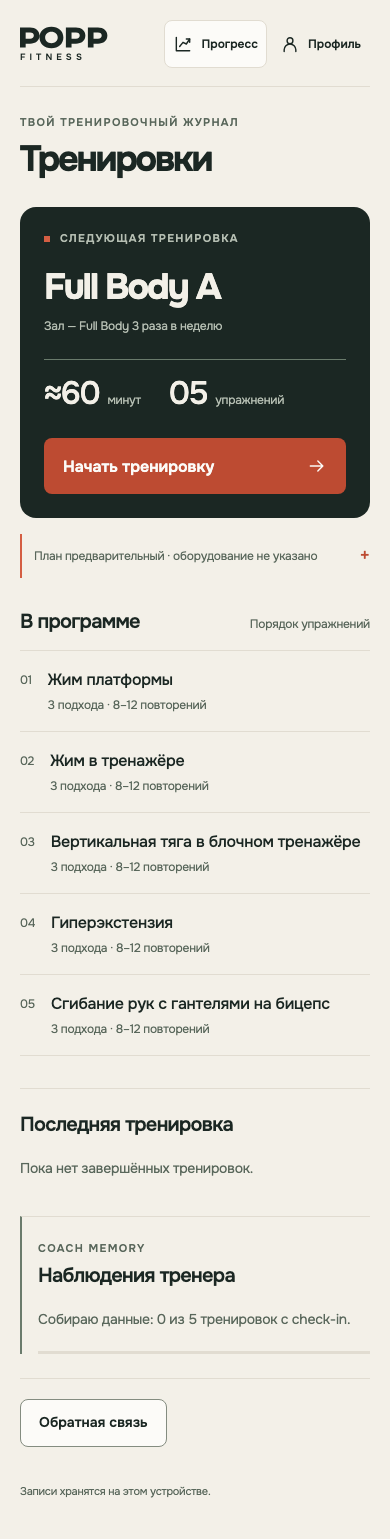 POPP
FITNESS
Прогресс
Профиль
ТВОЙ ТРЕНИРОВОЧНЫЙ ЖУРНАЛ
Тренировки
СЛЕДУЮЩАЯ ТРЕНИРОВКА
Full Body A
Зал — Full Body 3 раза в неделю
≈60 минут 05 упражнений
Начать тренировку →
План предварительный · оборудование не указано +
В программе
Порядок упражнений
01 Жим платформы
3 подхода · 8–12 повторений
02 Жим в тренажёре
3 подхода · 8–12 повторений
03 Вертикальная тяга в блочном тренажёре
3 подхода · 8–12 повторений
04 Гиперэкстензия
3 подхода · 8–12 повторений
05 Сгибание рук с гантелями на бицепс
3 подхода · 8–12 повторений
Последняя тренировка
Пока нет завершённых тренировок.
COACH MEMORY
Наблюдения тренера
Собираю данные: 0 из 5 тренировок с check-in.
Обратная связь
Записи хранятся на этом устройстве.